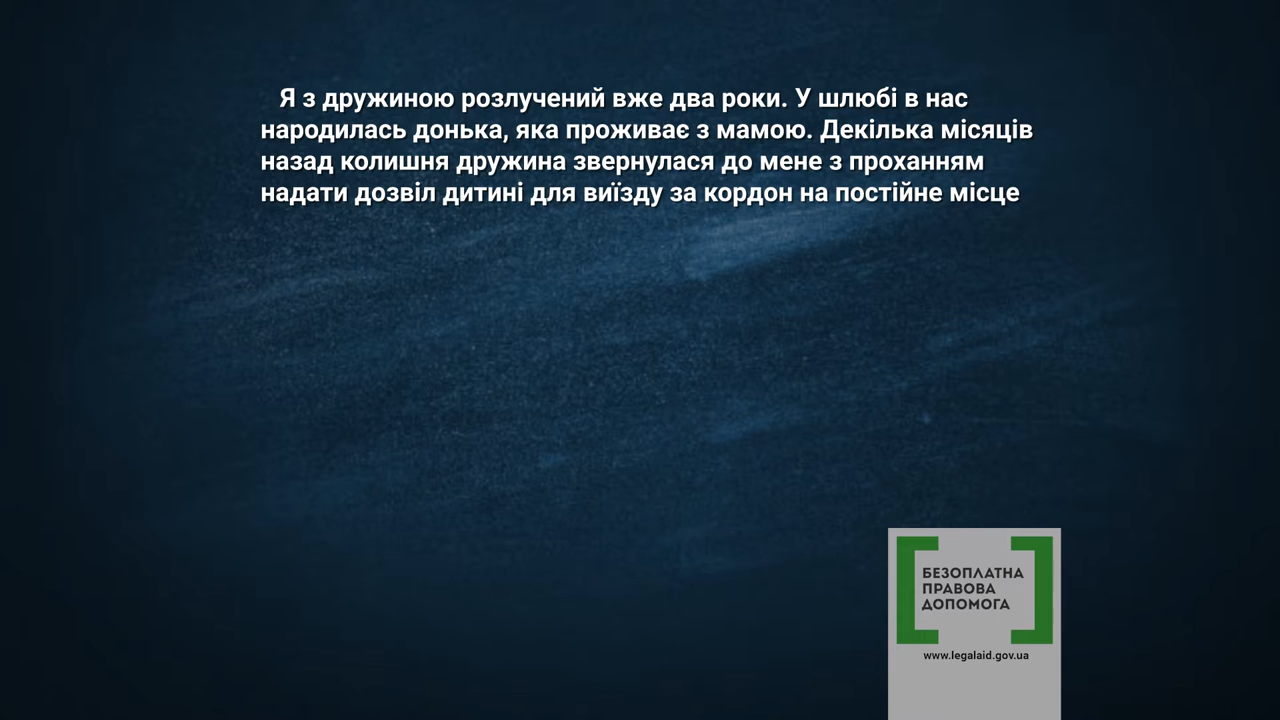 Я з дружиною розлучений вже два роки. У шлюбі в нас
народилась донька, яка проживає з мамою. Декілька місяців
назад колишня дружина звернулася до мене з проханням
надати дозвіл дитині для виїзду за кордон на постійне місце
БЕЗОПЛАТНА
ПРАВОВА
ДОПОМОГА
www.legalaid.gov.ua